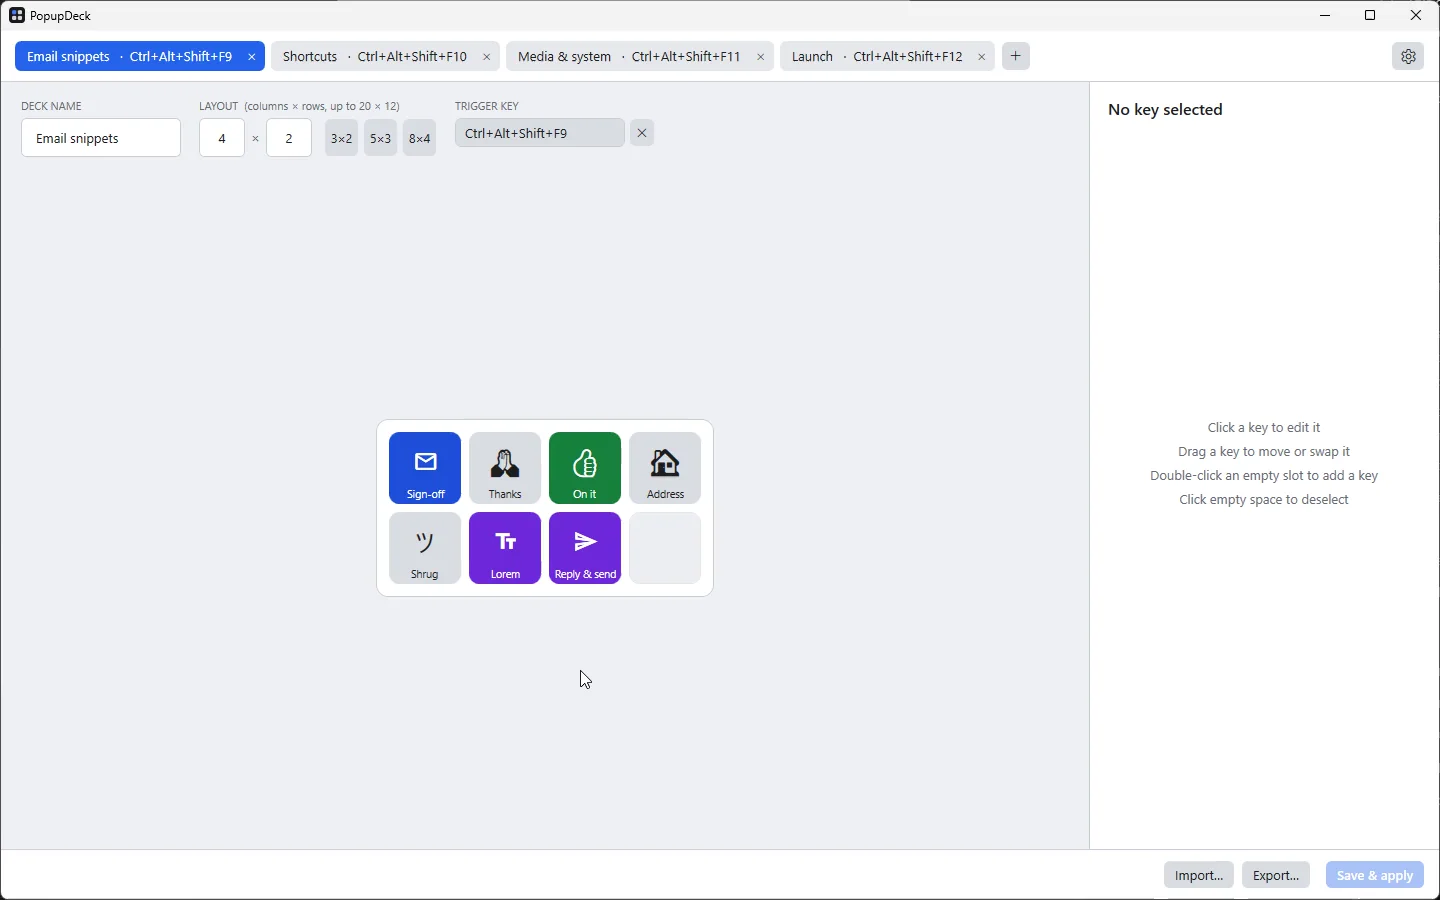 PopupDeck
Email snippets · Ctrl+Alt+Shift+F9 ×
Shortcuts · Ctrl+Alt+Shift+F10 ×
Media & system · Ctrl+Alt+Shift+F11 ×
Launch · Ctrl+Alt+Shift+F12 ×
+
DECK NAME
LAYOUT (columns × rows, up to 20 × 12)
TRIGGER KEY
Email snippets
4 × 2
3×2
5×3
8×4
Ctrl+Alt+Shift+F9
No key selected
Sign-off
Thanks
On it
Address
ツ
Shrug
TT
Lorem
Reply & send
Click a key to edit it
Drag a key to move or swap it
Double-click an empty slot to add a key
Click empty space to deselect
Import...
Export...
Save & apply